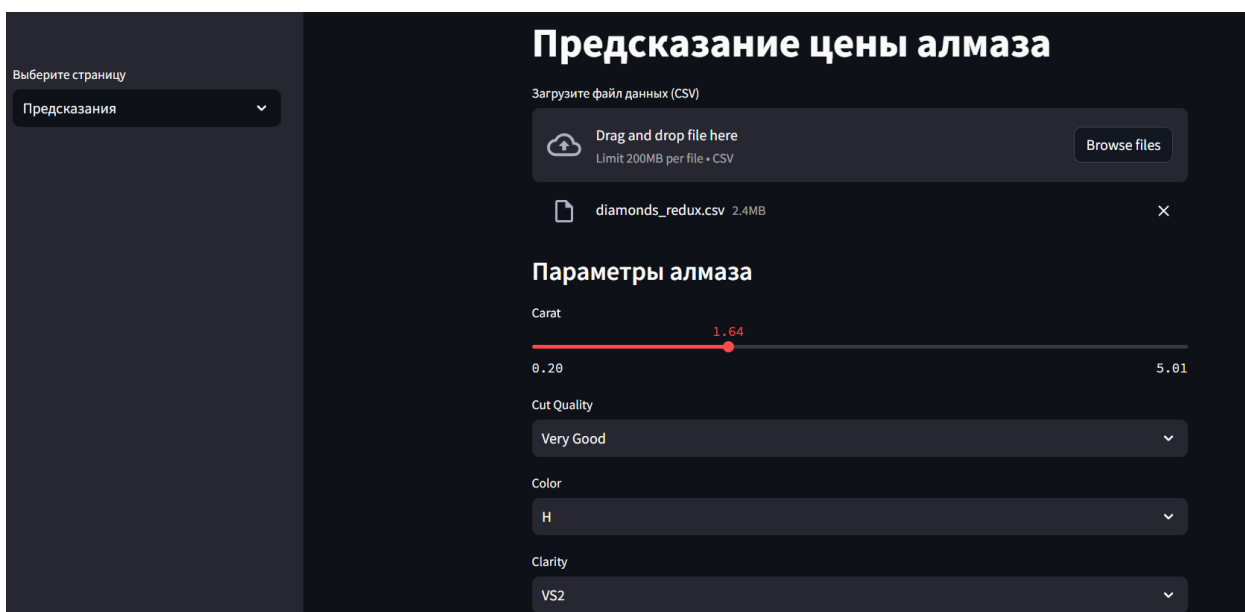 Выберите страницу
Предсказания
Предсказание цены алмаза
Загрузите файл данных (CSV)
Drag and drop file here
Limit 200MB per file • CSV
Browse files
diamonds_redux.csv 2.4MB
Параметры алмаза
Carat
1.64
0.20 5.01
Cut Quality
Very Good
Color
H
Clarity
VS2